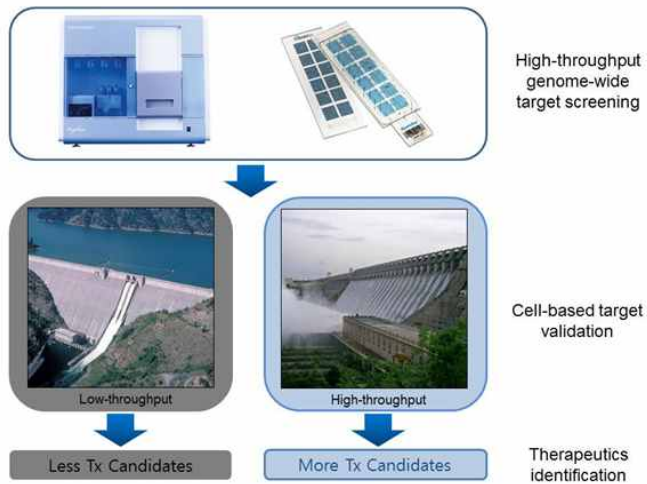 High-throughput
genome-wide
target screening
Low-throughput
High-throughput
Cell-based target
validation
Less Tx Candidates
More Tx Candidates
Therapeutics
identification